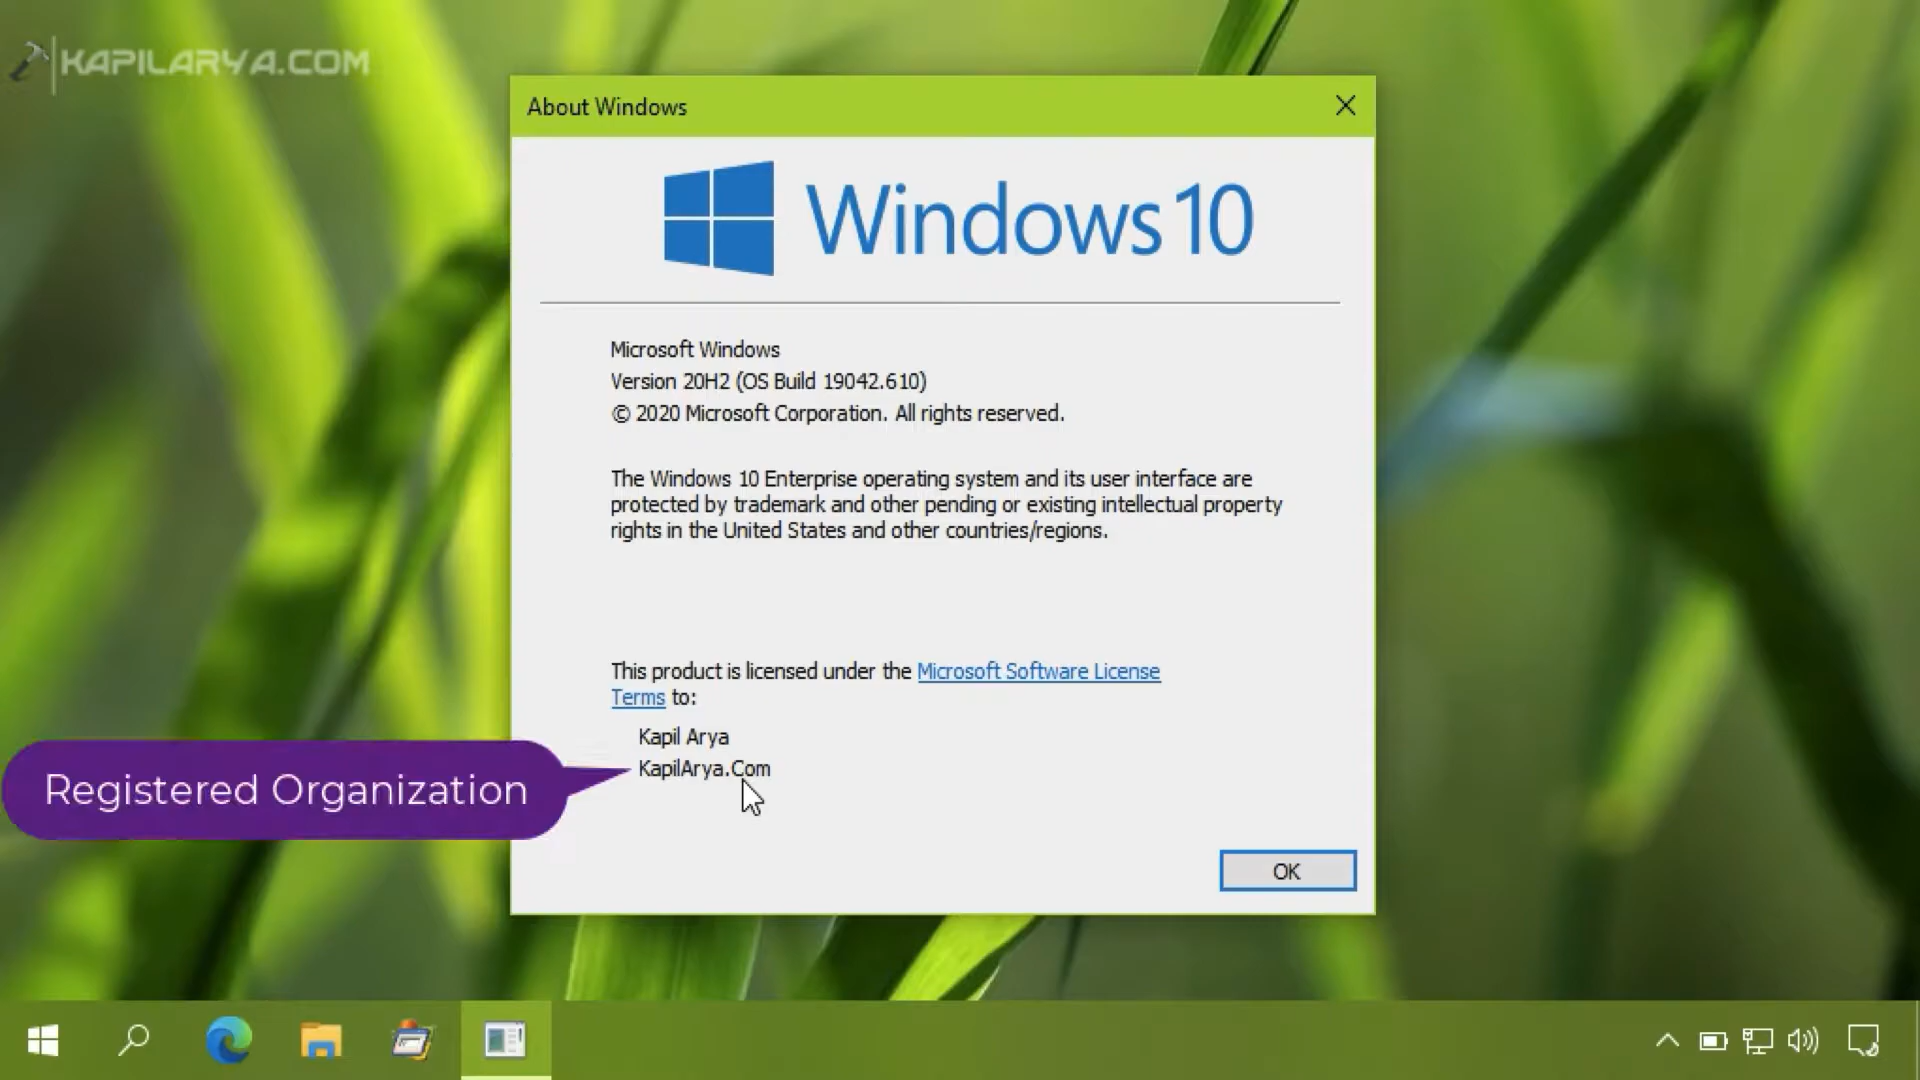 KAPILARYA.COM
About Windows
Windows 10
Microsoft Windows
Version 20H2 (OS Build 19042.610)
© 2020 Microsoft Corporation. All rights reserved.
The Windows 10 Enterprise operating system and its user interface are
protected by trademark and other pending or existing intellectual property
rights in the United States and other countries/regions.
This product is licensed under the Microsoft Software License
Terms to:
Kapil Arya
KapilArya.Com
Registered Organization
OK